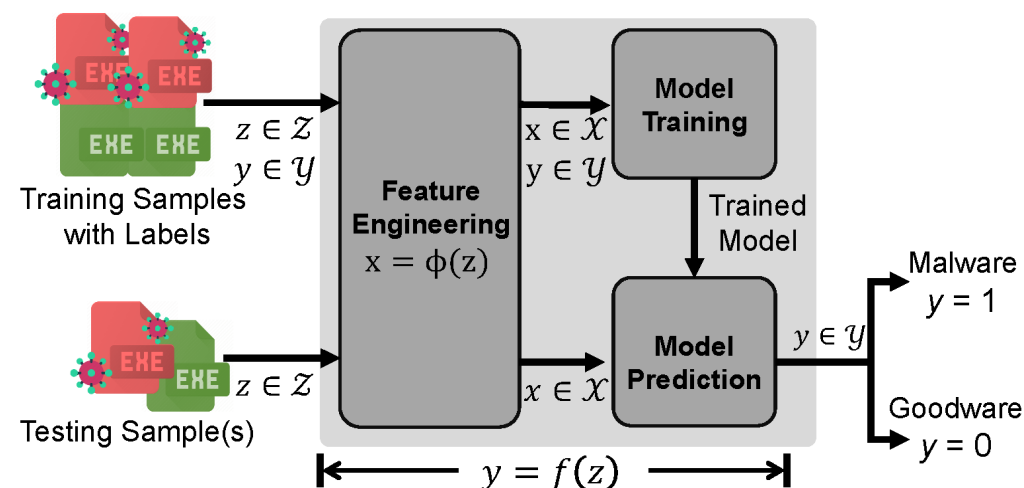 EXE
EXE
EXE
EXE
Training Samples
with Labels
z ∈ 𝒵
y ∈ 𝒴
Feature
Engineering
x = ϕ(z)
x ∈ 𝒳
y ∈ 𝒴
Model
Training
Trained
Model
EXE
EXE
Testing Sample(s)
z ∈ 𝒵
x ∈ 𝒳
Model
Prediction
y ∈ 𝒴
Malware
y = 1
Goodware
y = 0
y = f(z)